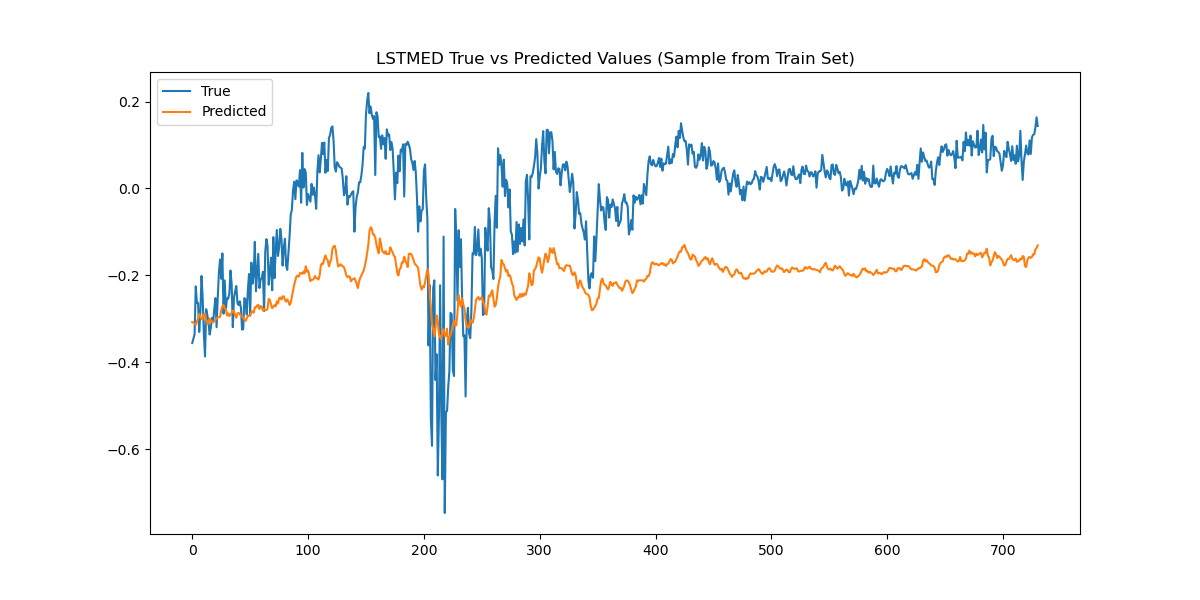 LSTMED True vs Predicted Values (Sample from Train Set)
True
Predicted
0.2
0.0
−0.2
−0.4
−0.6
0 100 200 300 400 500 600 700